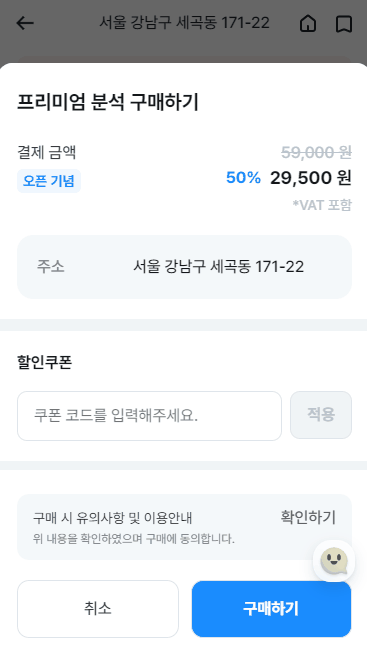 서울 강남구 세곡동 171-22
프리미엄 분석 구매하기
결제 금액
59,000 원
오픈 기념
50% 29,500 원
*VAT 포함
주소 서울 강남구 세곡동 171-22
할인쿠폰
쿠폰 코드를 입력해주세요. 적용
구매 시 유의사항 및 이용안내 확인하기
위 내용을 확인하였으며 구매에 동의합니다.
취소 구매하기